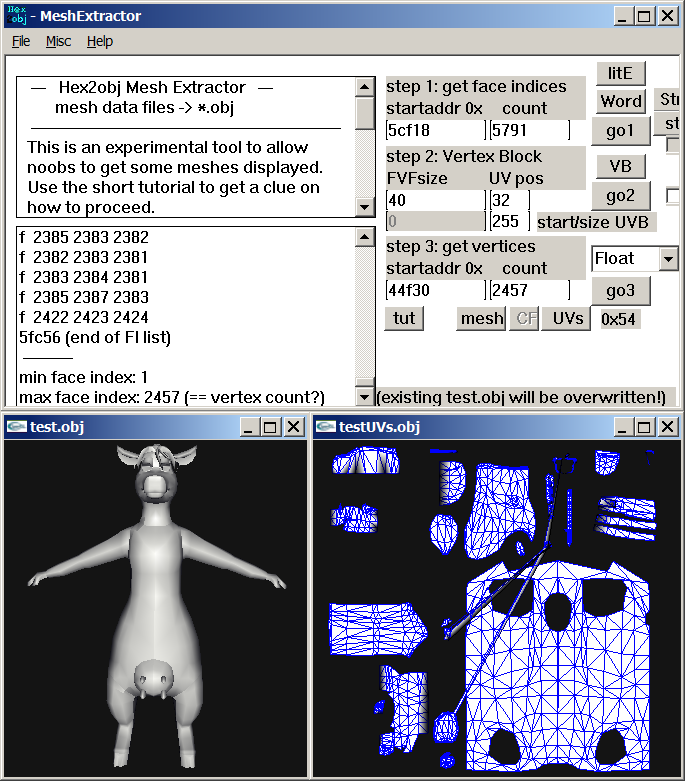 Hex
obj - MeshExtractor
File Misc Help
— Hex2obj Mesh Extractor —
mesh data files -> *.obj
This is an experimental tool to allow
noobs to get some meshes displayed.
Use the short tutorial to get a clue on
how to proceed.
f 2385 2383 2382
f 2382 2383 2381
f 2383 2384 2381
f 2385 2387 2383
f 2422 2423 2424
5fc56 (end of FI list)
min face index: 1
max face index: 2457 (== vertex count?)
step 1: get face indices
startaddr 0x count
5cf18 5791
litE
Word
go1
Str
st
step 2: Vertex Block
FVFsize UV pos
40 32
0 255 start/size UVB
VB
go2
step 3: get vertices
startaddr 0x count
44f30 2457
Float
go3
tut mesh CF UVs 0x54
(existing test.obj will be overwritten!)
test.obj
testUVs.obj